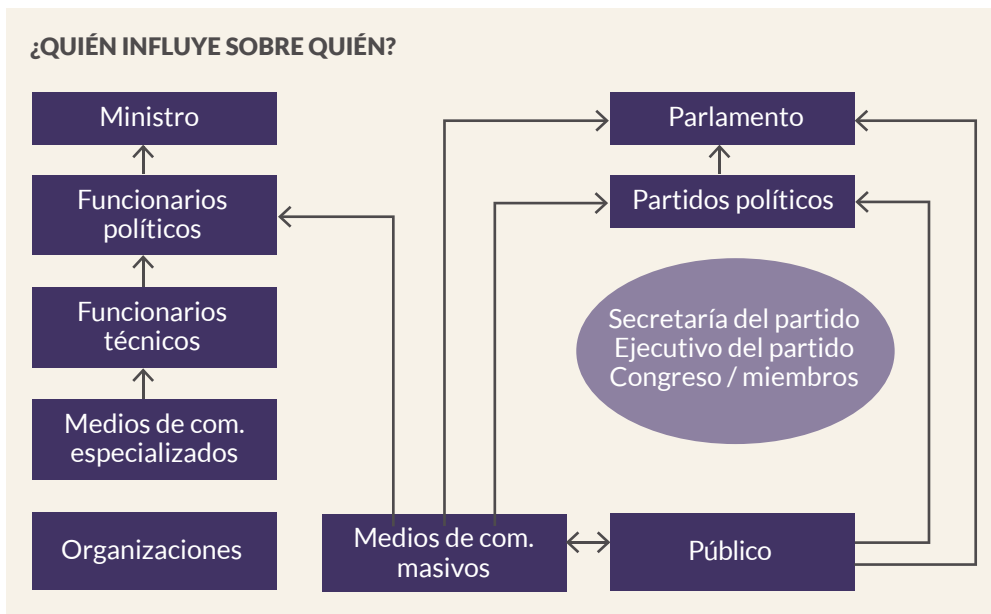 ¿QUIÉN INFLUYE SOBRE QUIÉN?
Ministro
Funcionarios
políticos
Funcionarios
técnicos
Medios de com.
especializados
Organizaciones
Parlamento
Partidos políticos
Secretaría del partido
Ejecutivo del partido
Congreso / miembros
Medios de com.
masivos
Público